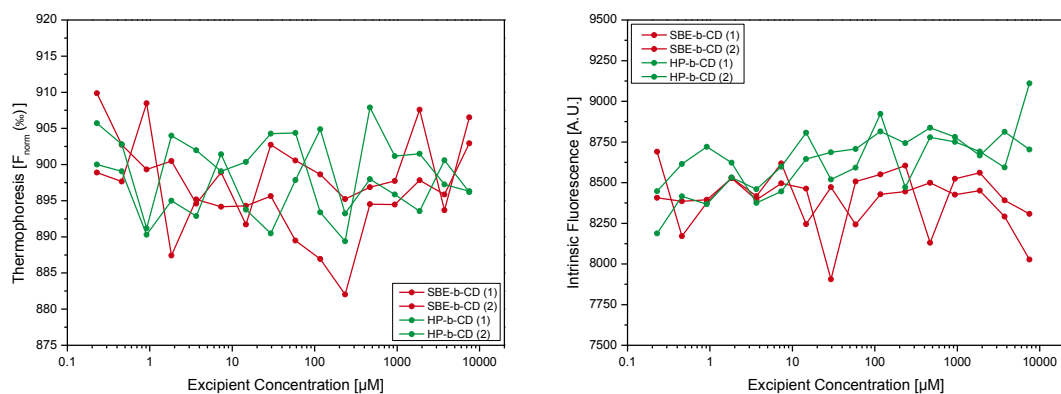 920
915
910
905
900
895
890
885
880
875
Thermophoresis [Fnorm (‰)]
SBE-b-CD (1)
SBE-b-CD (2)
HP-b-CD (1)
HP-b-CD (2)
0.1 1 10 100 1000 10000
Excipient Concentration [µM]
9500
9250
9000
8750
8500
8250
8000
7750
7500
Intrinsic Fluorescence [A.U.]
SBE-b-CD (1)
SBE-b-CD (2)
HP-b-CD (1)
HP-b-CD (2)
0.1 1 10 100 1000 10000
Excipient Concentration [µM]